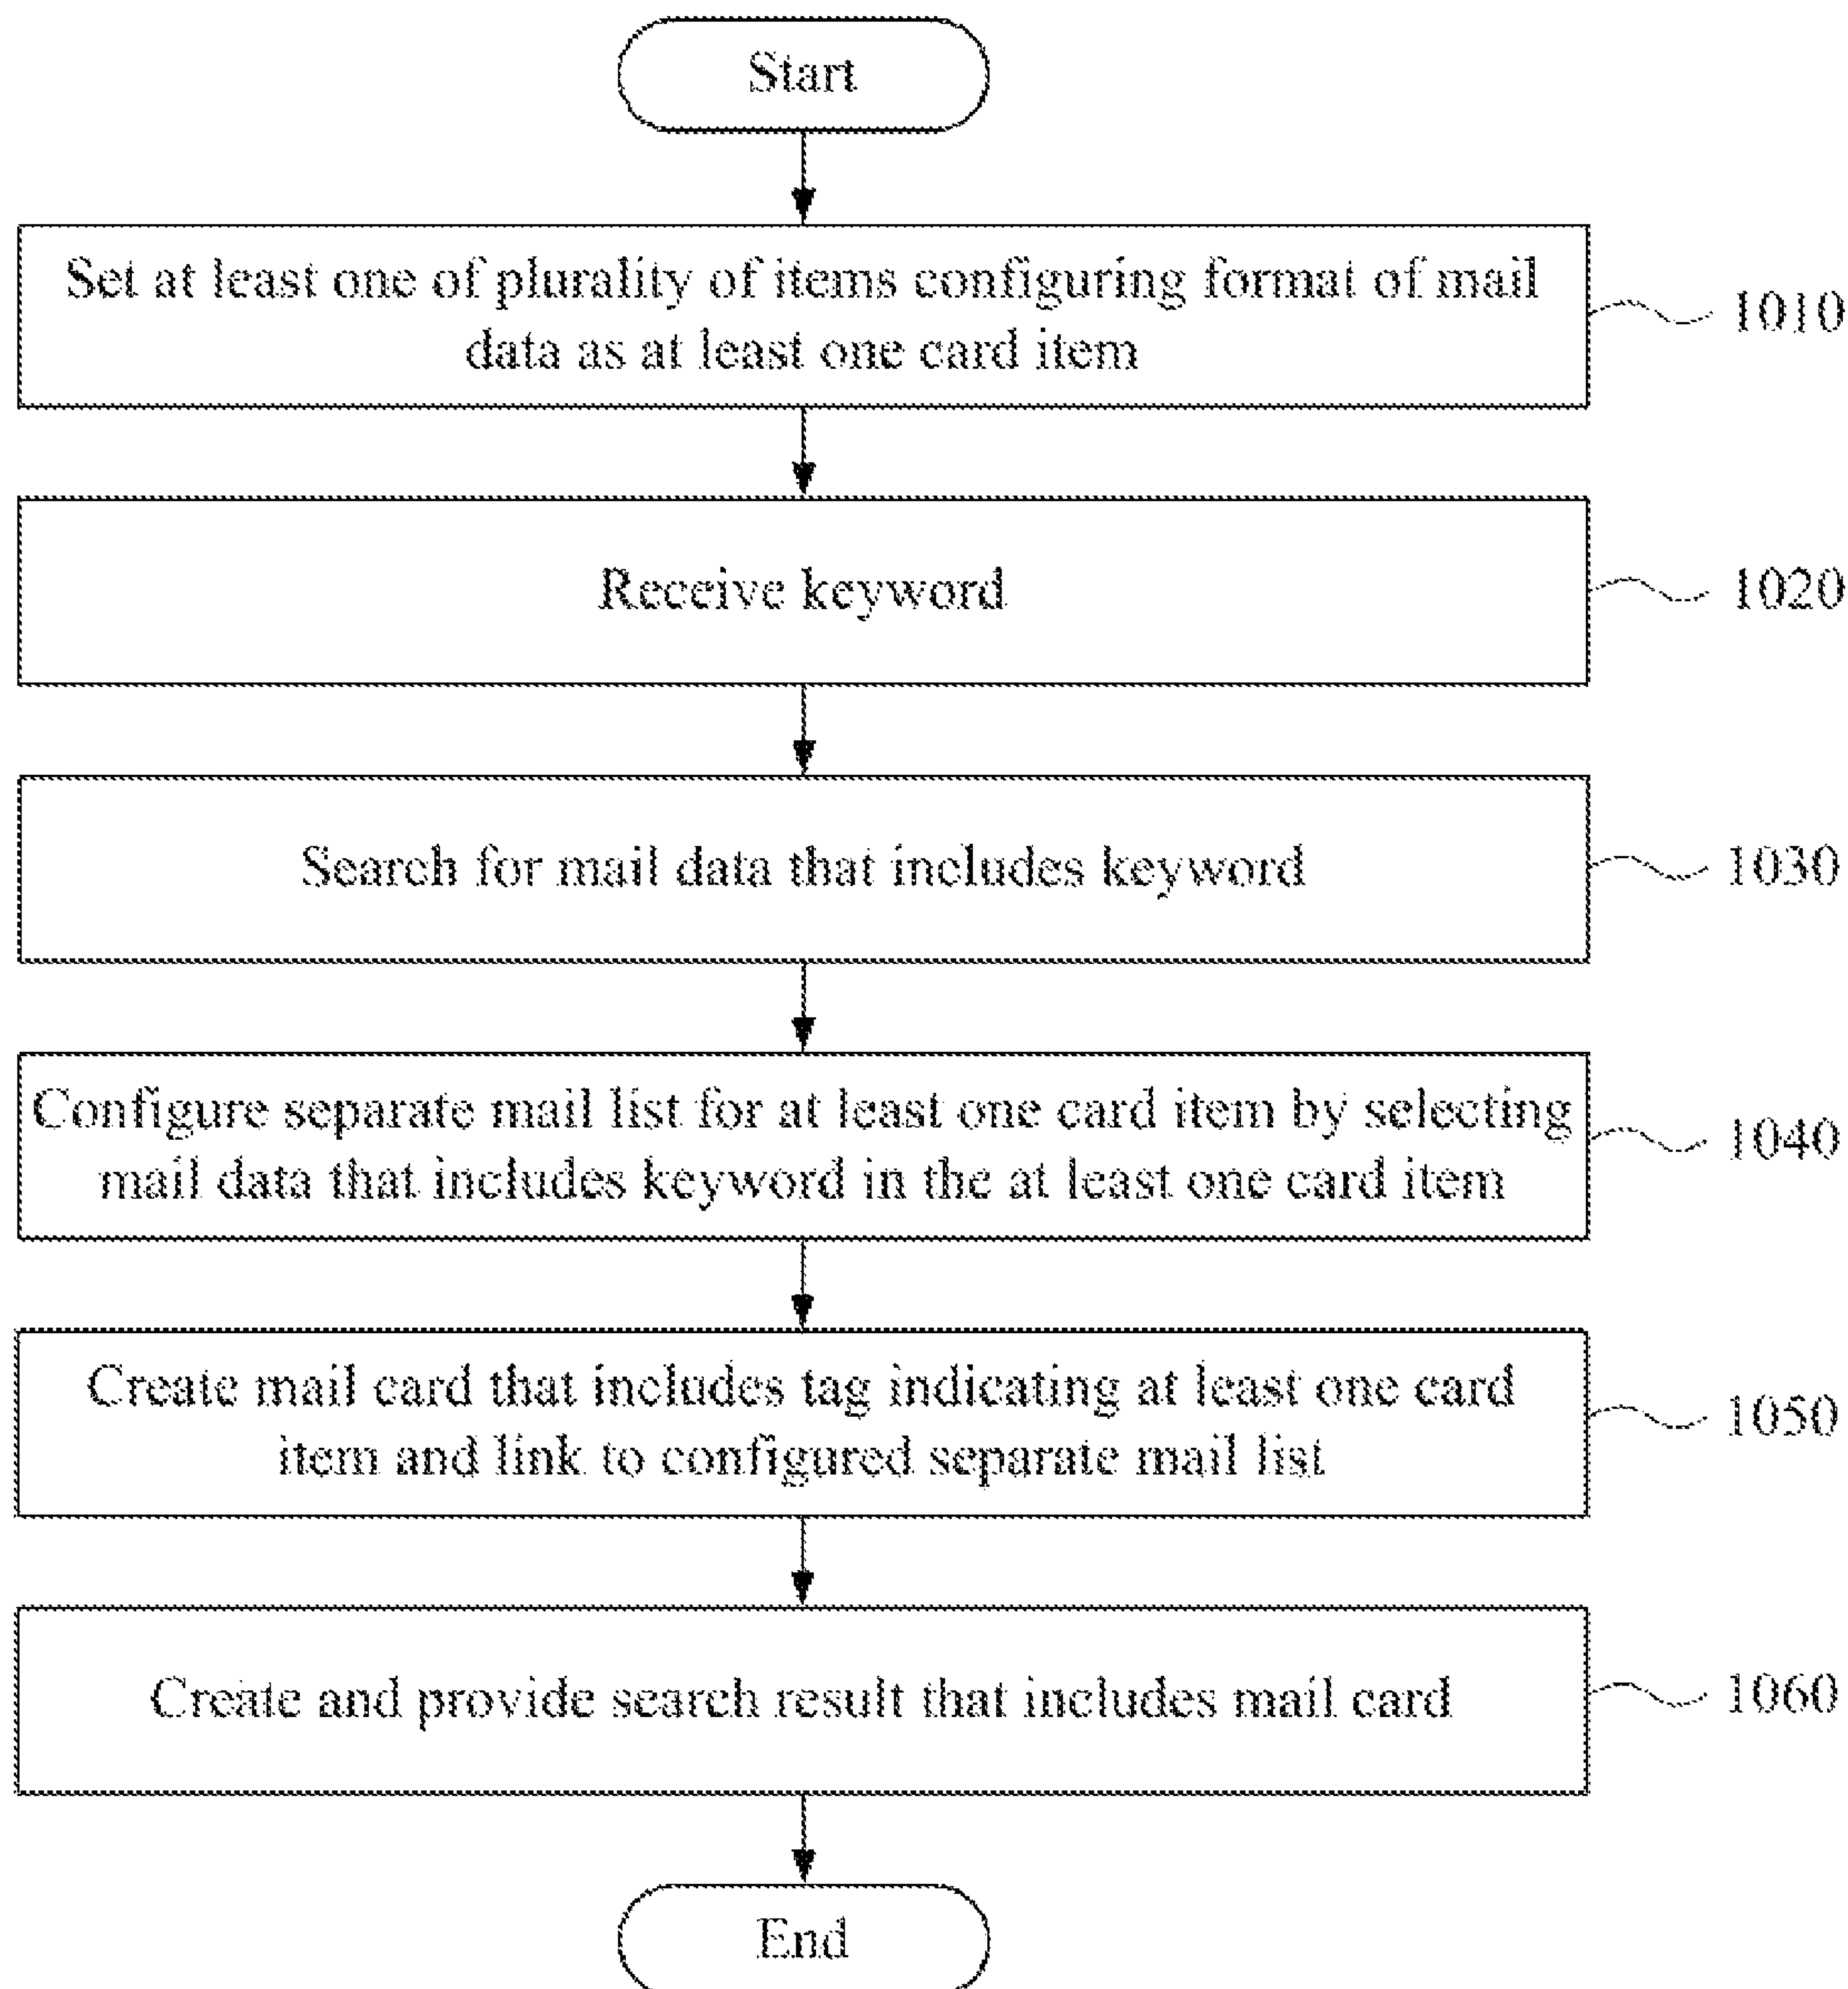 Start
Set at least one of plurality of items configuring format of mail
data as at least one card item
1010
Receive keyword
1020
Search for mail data that includes keyword
1030
Configure separate mail list for at least one card item by selecting
mail data that includes keyword in the at least one card item
1040
Create mail card that includes tag indicating at least one card
item and link to configured separate mail list
1050
Create and provide search result that includes mail card
1060
End